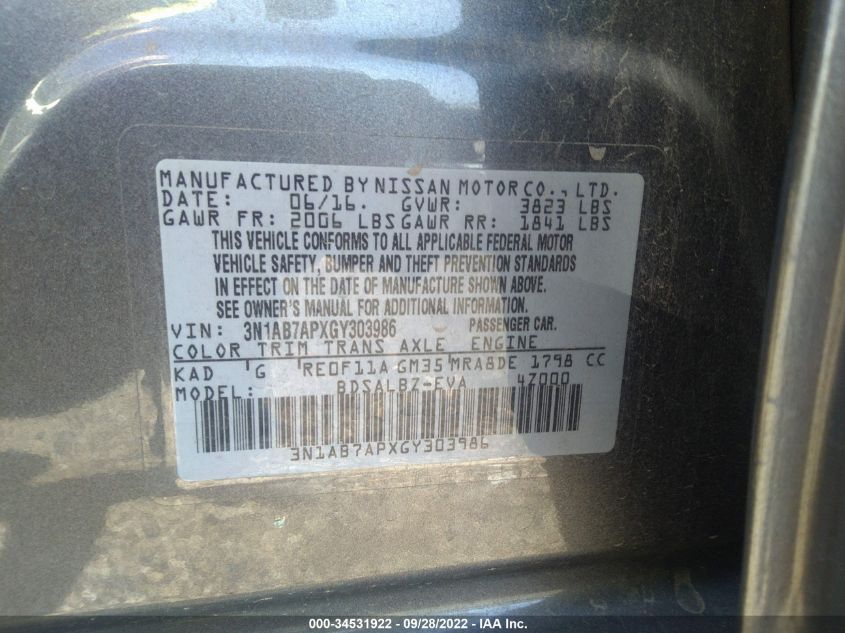 MANUFACTURED BY NISSAN MOTOR CO., LTD.
DATE: 06/16. GVWR: 3823 LBS
GAWR FR: 2006 LBS GAWR RR: 1841 LBS
THIS VEHICLE CONFORMS TO ALL APPLICABLE FEDERAL MOTOR
VEHICLE SAFETY, BUMPER AND THEFT PREVENTION STANDARDS
IN EFFECT ON THE DATE OF MANUFACTURE SHOWN ABOVE.
SEE OWNER'S MANUAL FOR ADDITIONAL INFORMATION.
VIN: 3N1AB7APXGY303986 PASSENGER CAR.
COLOR TRIM TRANS AXLE ENGINE
KAD G RE0F11A GM35 MRA8DE 1798 CC
MODEL: 4Z000
3N1AB7APXGY303986
000-34531922 - 09/28/2022 - IAA Inc.